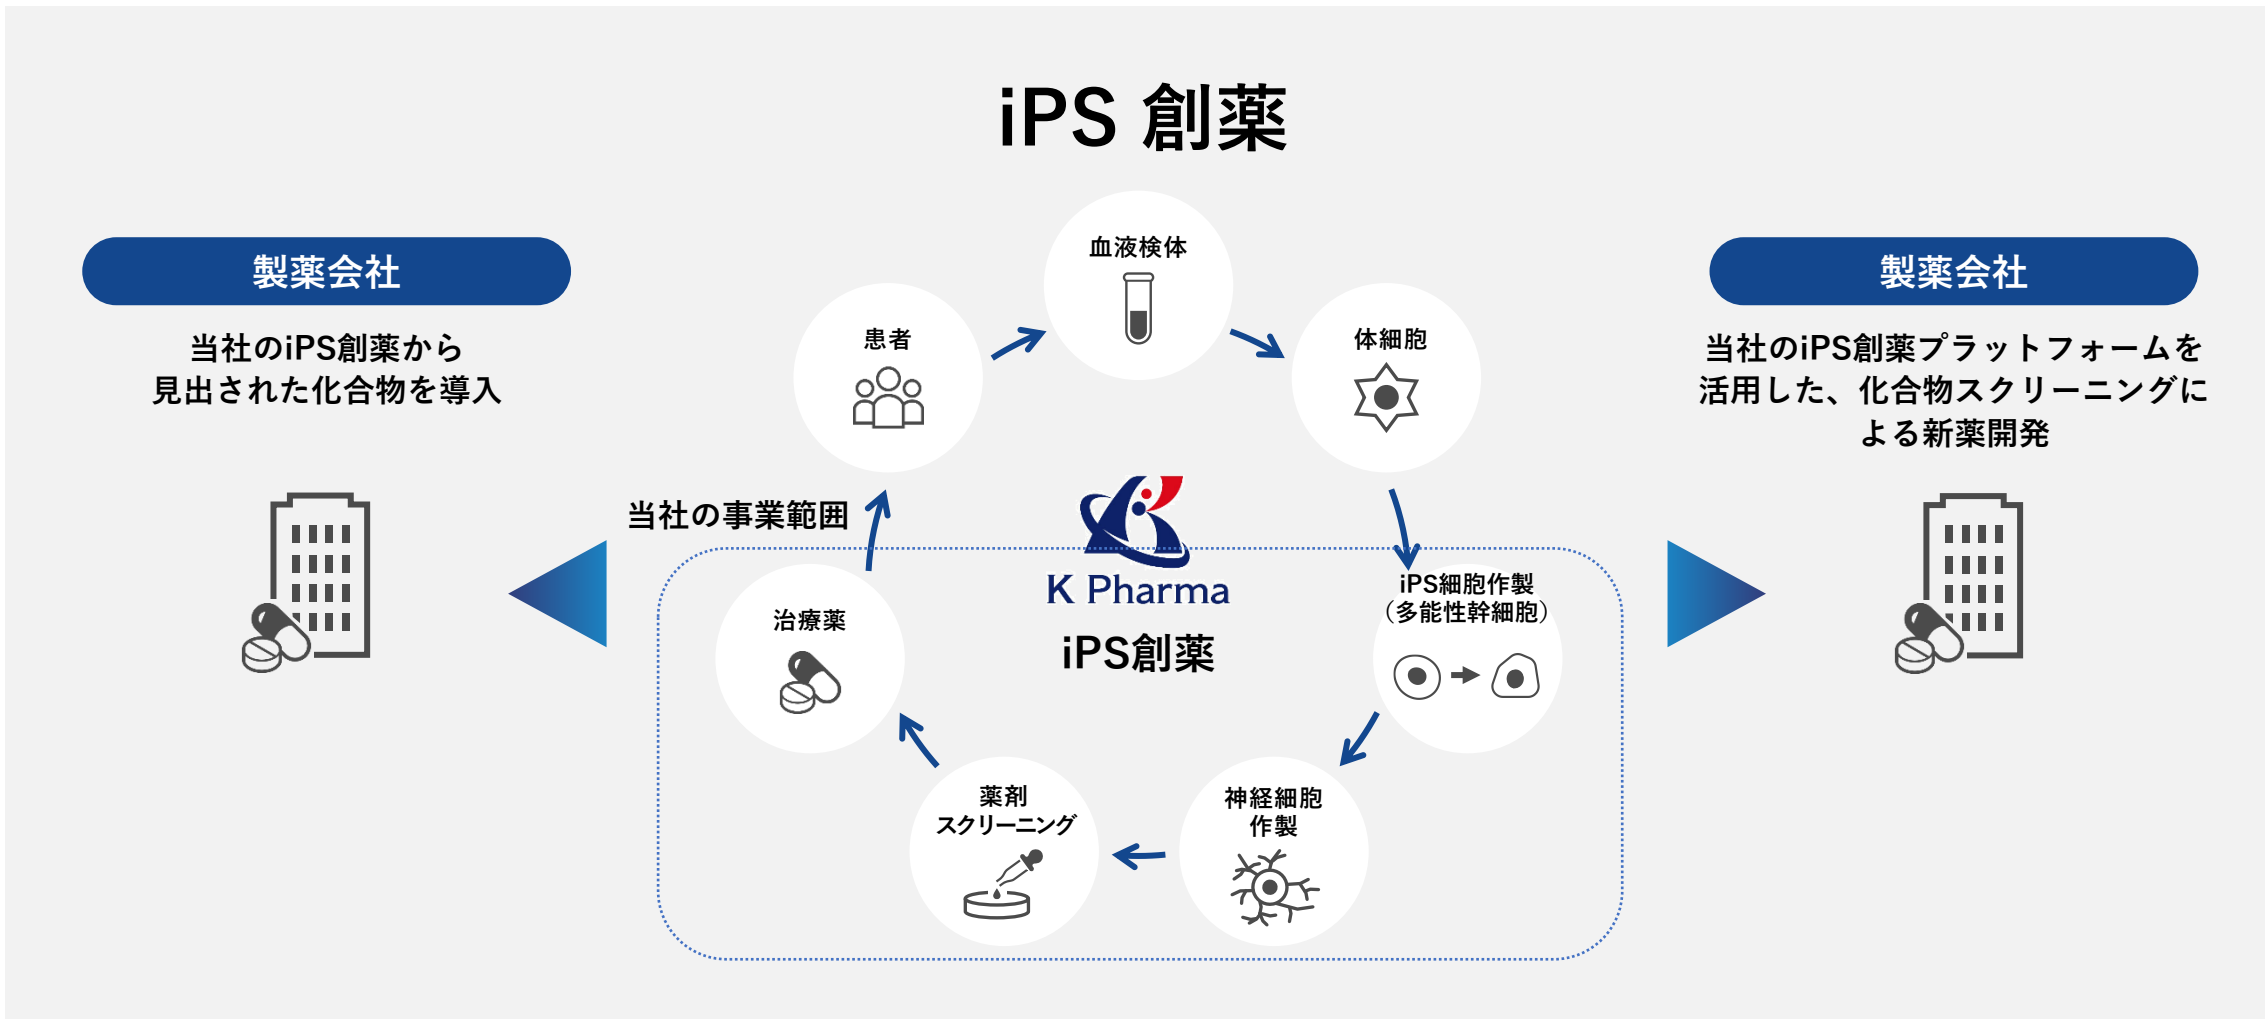 iPS 創薬
製薬会社
当社のiPS創薬から
見出された化合物を導入
血液検体
患者
体細胞
当社の事業範囲
K Pharma
iPS創薬
iPS細胞作製
（多能性幹細胞）
治療薬
薬剤
スクリーニング
神経細胞
作製
製薬会社
当社のiPS創薬プラットフォームを
活用した、化合物スクリーニングに
よる新薬開発